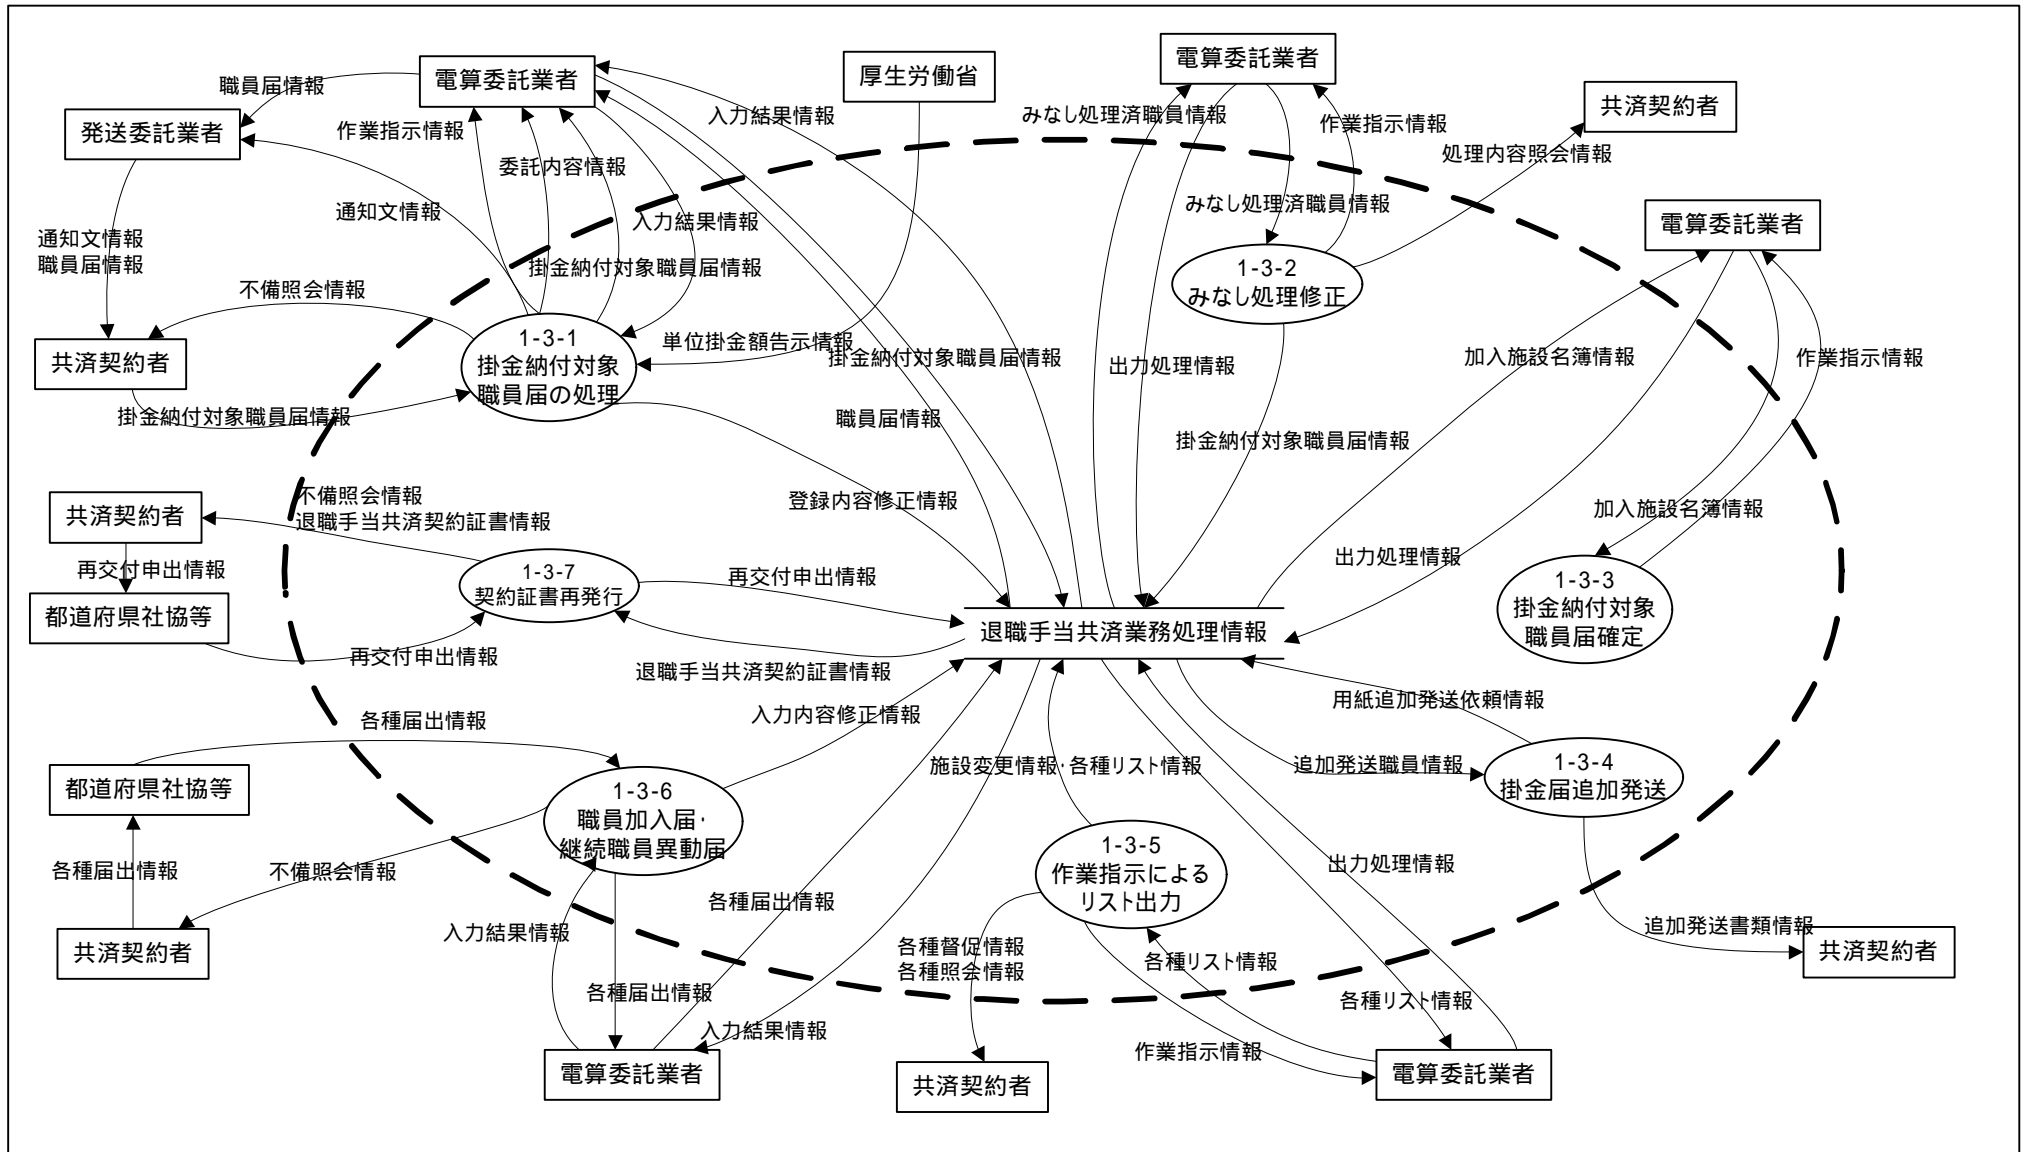 電算委託業者
厚生労働省
電算委託業者
共済契約者
発送委託業者
職員届情報
作業指示情報
委託内容情報
通知文情報
入力結果情報
入力結果情報
みなし処理済職員情報
作業指示情報
処理内容照会情報
みなし処理済職員情報
電算委託業者
通知文情報
職員届情報
掛金納付対象職員届情報
不備照会情報
1-3-2
みなし処理修正
1-3-1
掛金納付対象
職員届の処理
単位掛金額告示情報
掛金納付対象職員届情報
出力処理情報
加入施設名簿情報
作業指示情報
共済契約者
掛金納付対象職員届情報
職員届情報
掛金納付対象職員届情報
不備照会情報
退職手当共済契約証書情報
登録内容修正情報
加入施設名簿情報
共済契約者
再交付申出情報
都道府県社協等
1-3-7
契約証書再発行
再交付申出情報
出力処理情報
1-3-3
掛金納付対象
職員届確定
退職手当共済業務処理情報
再交付申出情報
退職手当共済契約証書情報
用紙追加発送依頼情報
各種届出情報
入力内容修正情報
施設変更情報・各種リスト情報
追加発送職員情報
1-3-4
掛金届追加発送
都道府県社協等
1-3-6
職員加入届・
継続職員異動届
1-3-5
作業指示による
リスト出力
出力処理情報
各種届出情報
不備照会情報
各種届出情報
追加発送書類情報
共済契約者
入力結果情報
各種督促情報
各種照会情報
各種リスト情報
共済契約者
各種届出情報
入力結果情報
各種リスト情報
作業指示情報
電算委託業者
共済契約者
電算委託業者